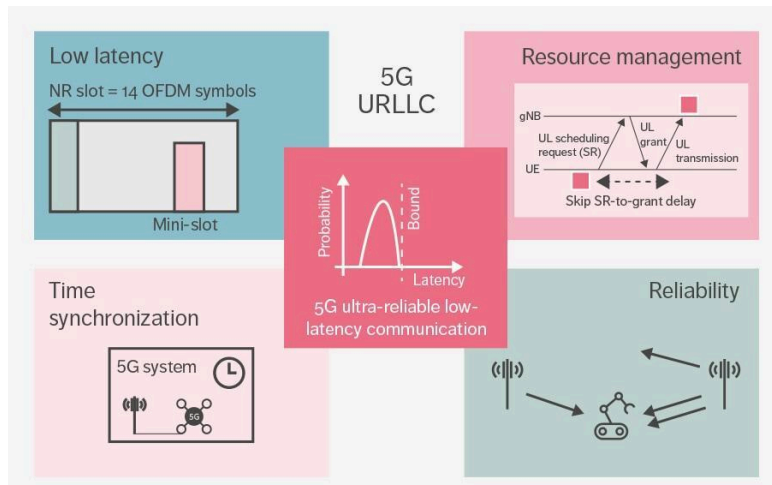 Low latency
NR slot = 14 OFDM symbols
Mini-slot
5G
URLLC
Resource management
gNB
UE
UL scheduling
request (SR)
UL
grant
UL
transmission
Skip SR-to-grant delay
Probability
Bound
Latency
5G ultra-reliable low-
latency communication
Time
synchronization
5G system
5G
Reliability